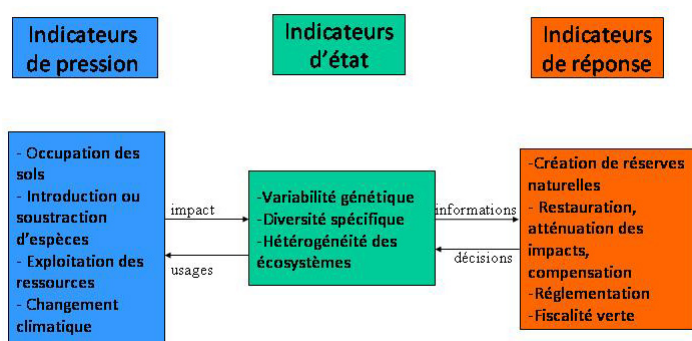 Indicateurs
de pression
Indicateurs
d'état
Indicateurs
de réponse
- Occupation des
sols
- Introduction ou
soustraction
d'espèces
- Exploitation des
ressources
- Changement
climatique
impact
usages
-Variabilité génétique
-Diversité spécifique
-Hétérogénéité des
écosystèmes
informations
décisions
-Création de réserves
naturelles
- Restauration,
atténuation des
impacts,
compensation
-Réglementation
-Fiscalité verte